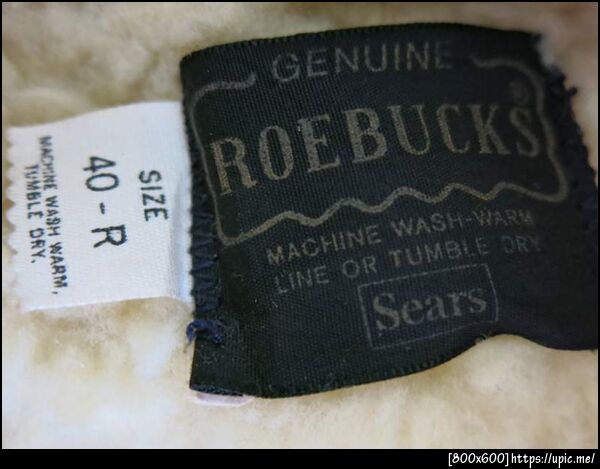 GENUINE
ROEBUCKS®
MACHINE WASH-WARM
LINE OR TUMBLE DRY
Sears
SIZE
40-R
MACHINE WASH WARM,
TUMBLE DRY.
[800x600]https://upic.me/